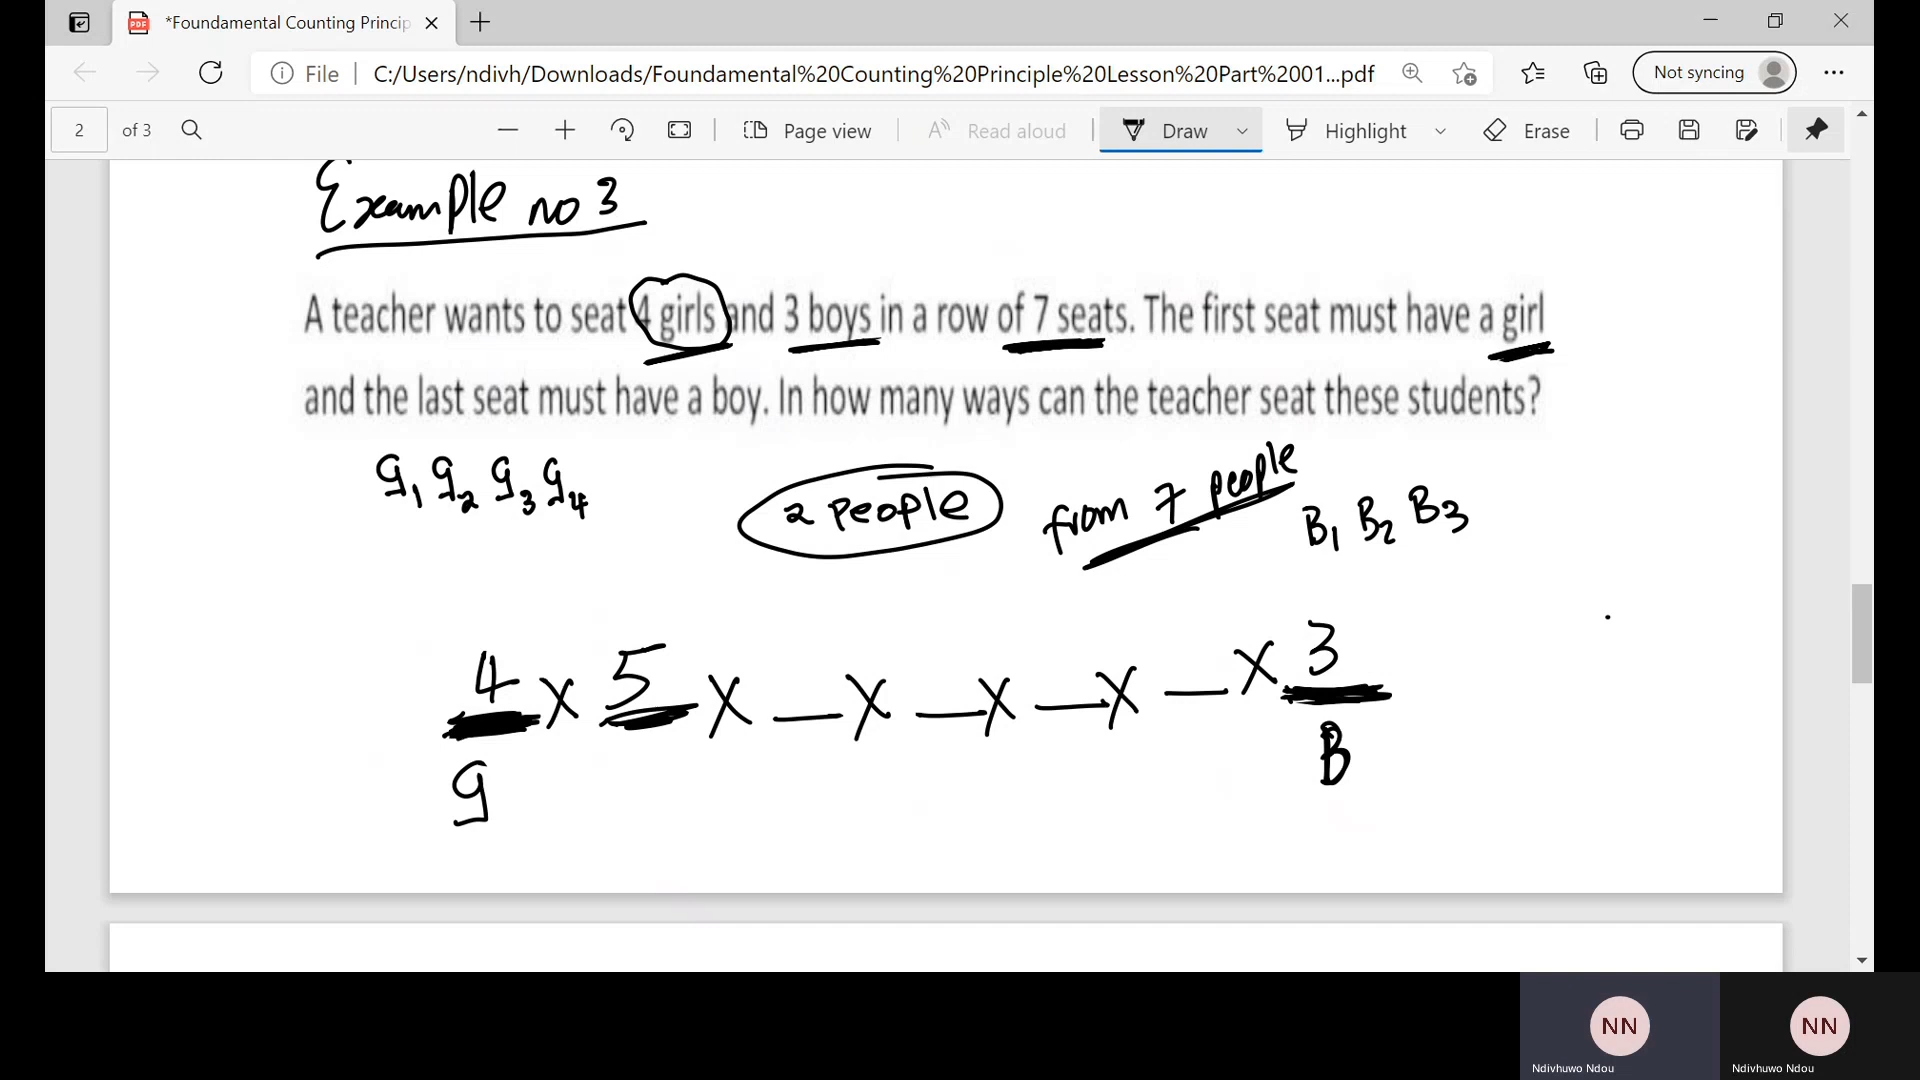 *Foundamental Counting Princip
File | C:/Users/ndivh/Downloads/Foundamental%20Counting%20Principle%20Lesson%20Part%2001...pdf
Not syncing
2 of 3
Page view
Read aloud
Draw
Highlight
Erase
Example no 3
A teacher wants to seat 4 girls and 3 boys in a row of 7 seats. The first seat must have a girl
and the last seat must have a boy. In how many ways can the teacher seat these students?
g1 g2 g3 g4
2 people
from 7 people
B1 B2 B3
4 x 5 x _ x _ x _ x _ x 3
g B
NN NN
Ndivhuwo Ndou Ndivhuwo Ndou